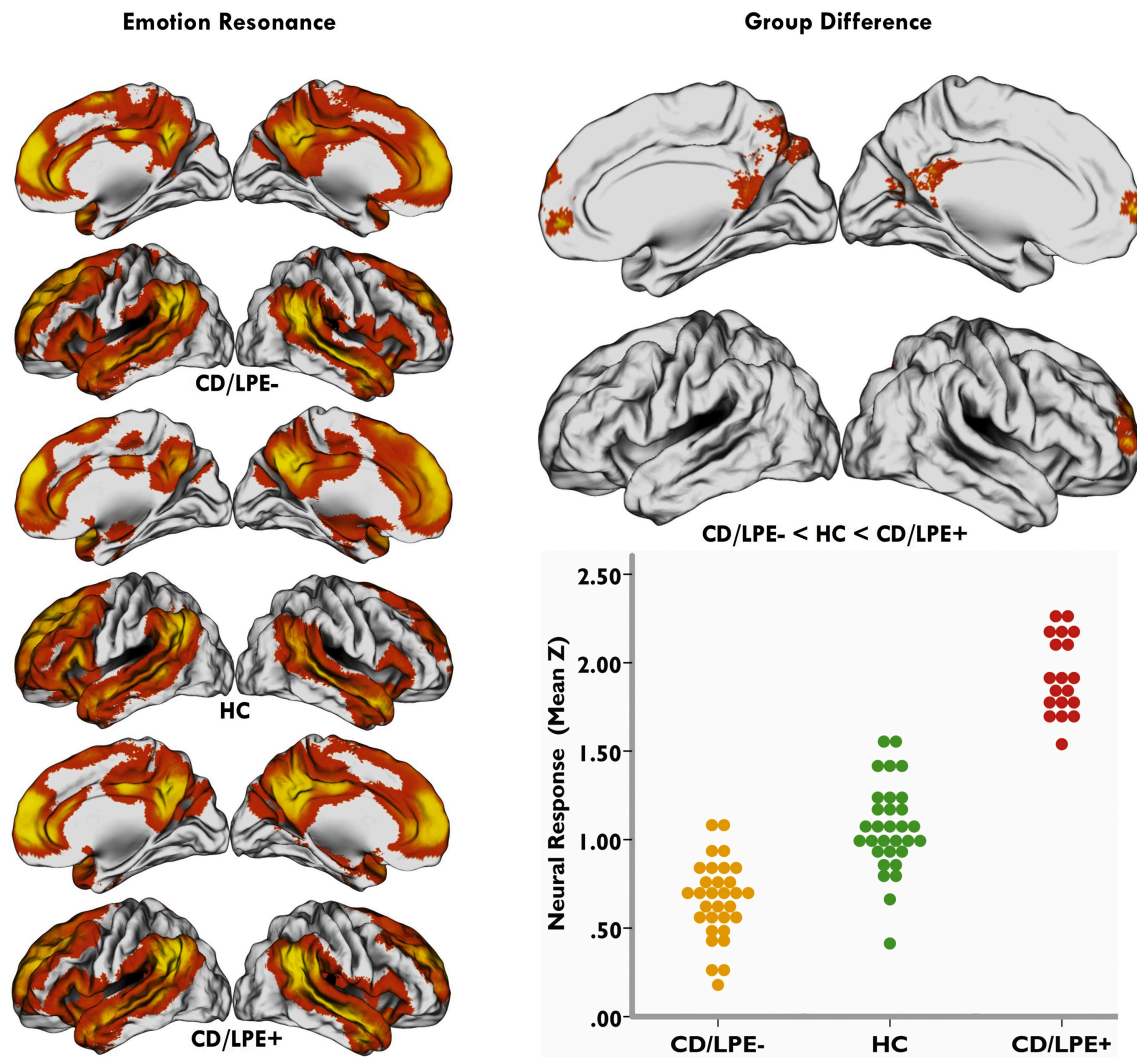 Emotion Resonance
CD/LPE-
HC
CD/LPE+
Group Difference
CD/LPE- < HC < CD/LPE+
Neural Response (Mean Z)
2.50
2.00
1.50
1.00
.50
.00
CD/LPE-
HC
CD/LPE+